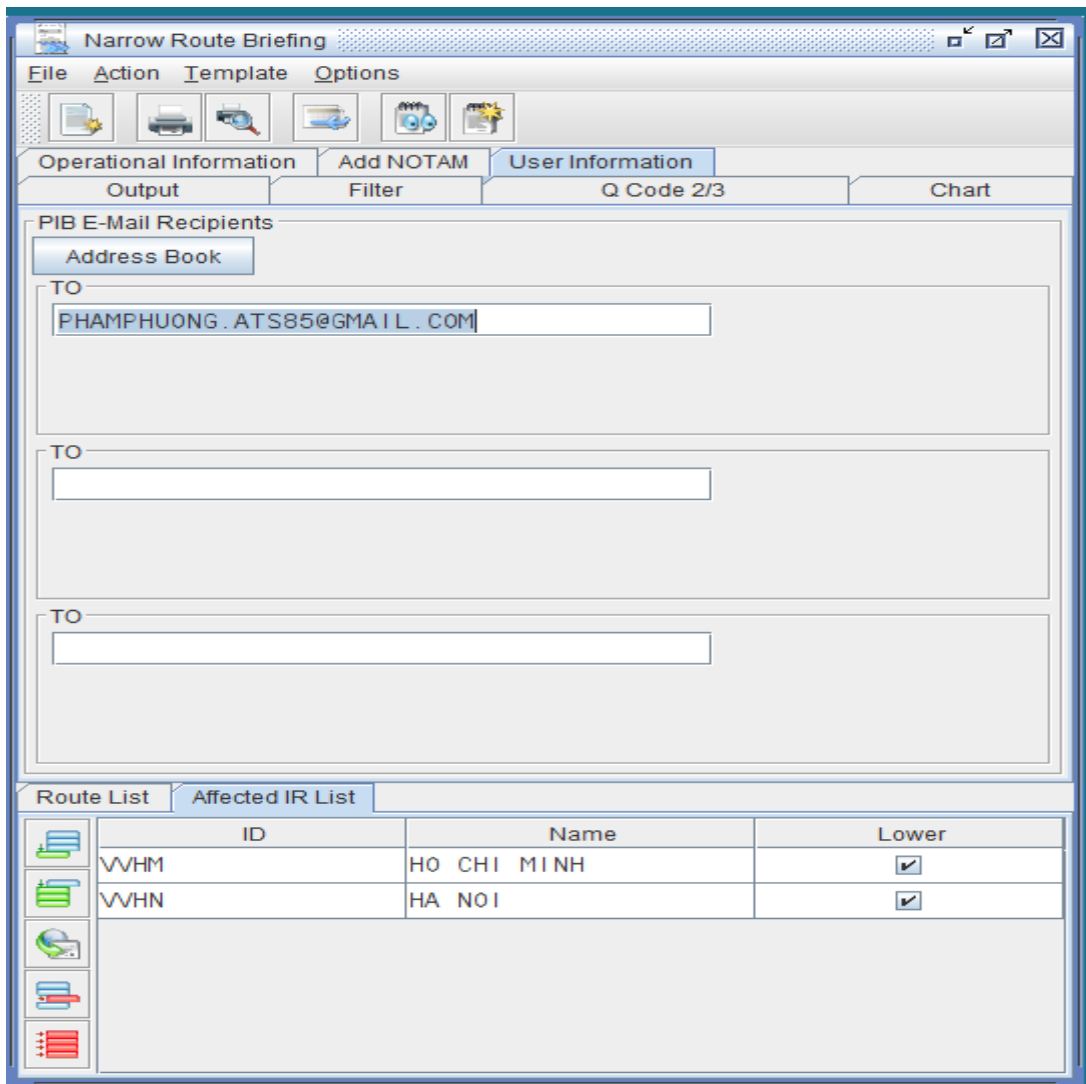 Narrow Route Briefing
File Action Template Options
Operational Information Add NOTAM User Information
Output Filter Q Code 2/3 Chart
PIB E-Mail Recipients
Address Book
TO
PHAMPHUONG.ATS85@GMAIL.COM
TO
TO
Route List Affected IR List
ID Name Lower
VVHM HO CHI MINH
VVHN HA NOI